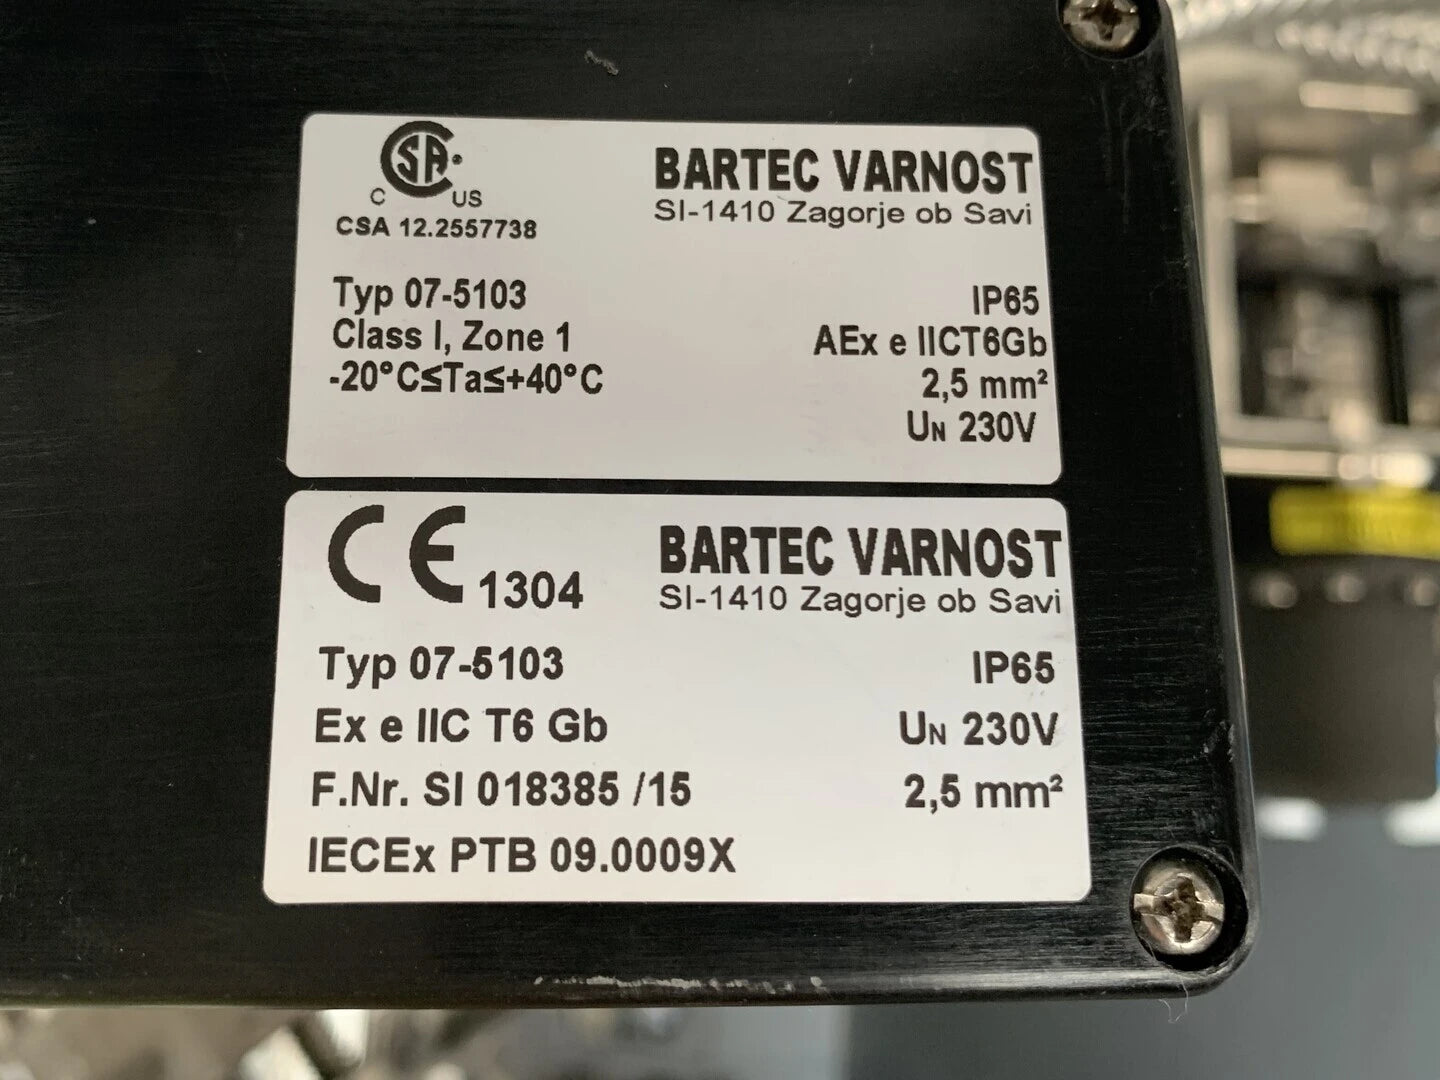 CSA
C US
CSA 12.2557738
BARTEC VARNOST
SI-1410 Zagorje ob Savi
Typ 07-5103
Class I, Zone 1
-20°C≤Ta≤+40°C
IP65
AEx e IICT6Gb
2,5 mm²
UN 230V
CE 1304
BARTEC VARNOST
SI-1410 Zagorje ob Savi
Typ 07-5103
Ex e IIC T6 Gb
F.Nr. SI 018385 /15
IECEx PTB 09.0009X
IP65
UN 230V
2,5 mm²